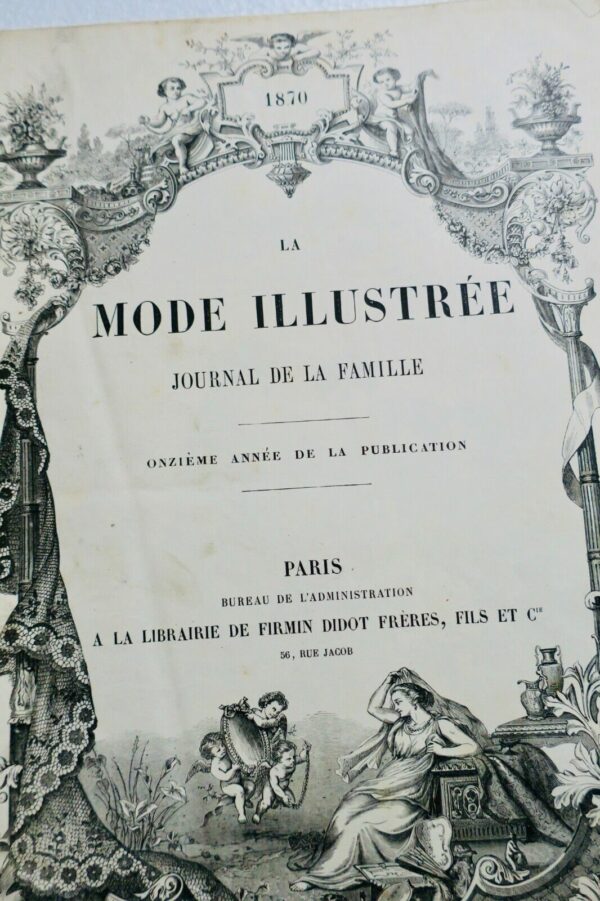 1870
LA
MODE ILLUSTRÉE
JOURNAL DE LA FAMILLE
ONZIÈME ANNÉE DE LA PUBLICATION
PARIS
BUREAU DE L'ADMINISTRATION
A LA LIBRAIRIE DE FIRMIN DIDOT FRÈRES, FILS ET Cie
56, RUE JACOB